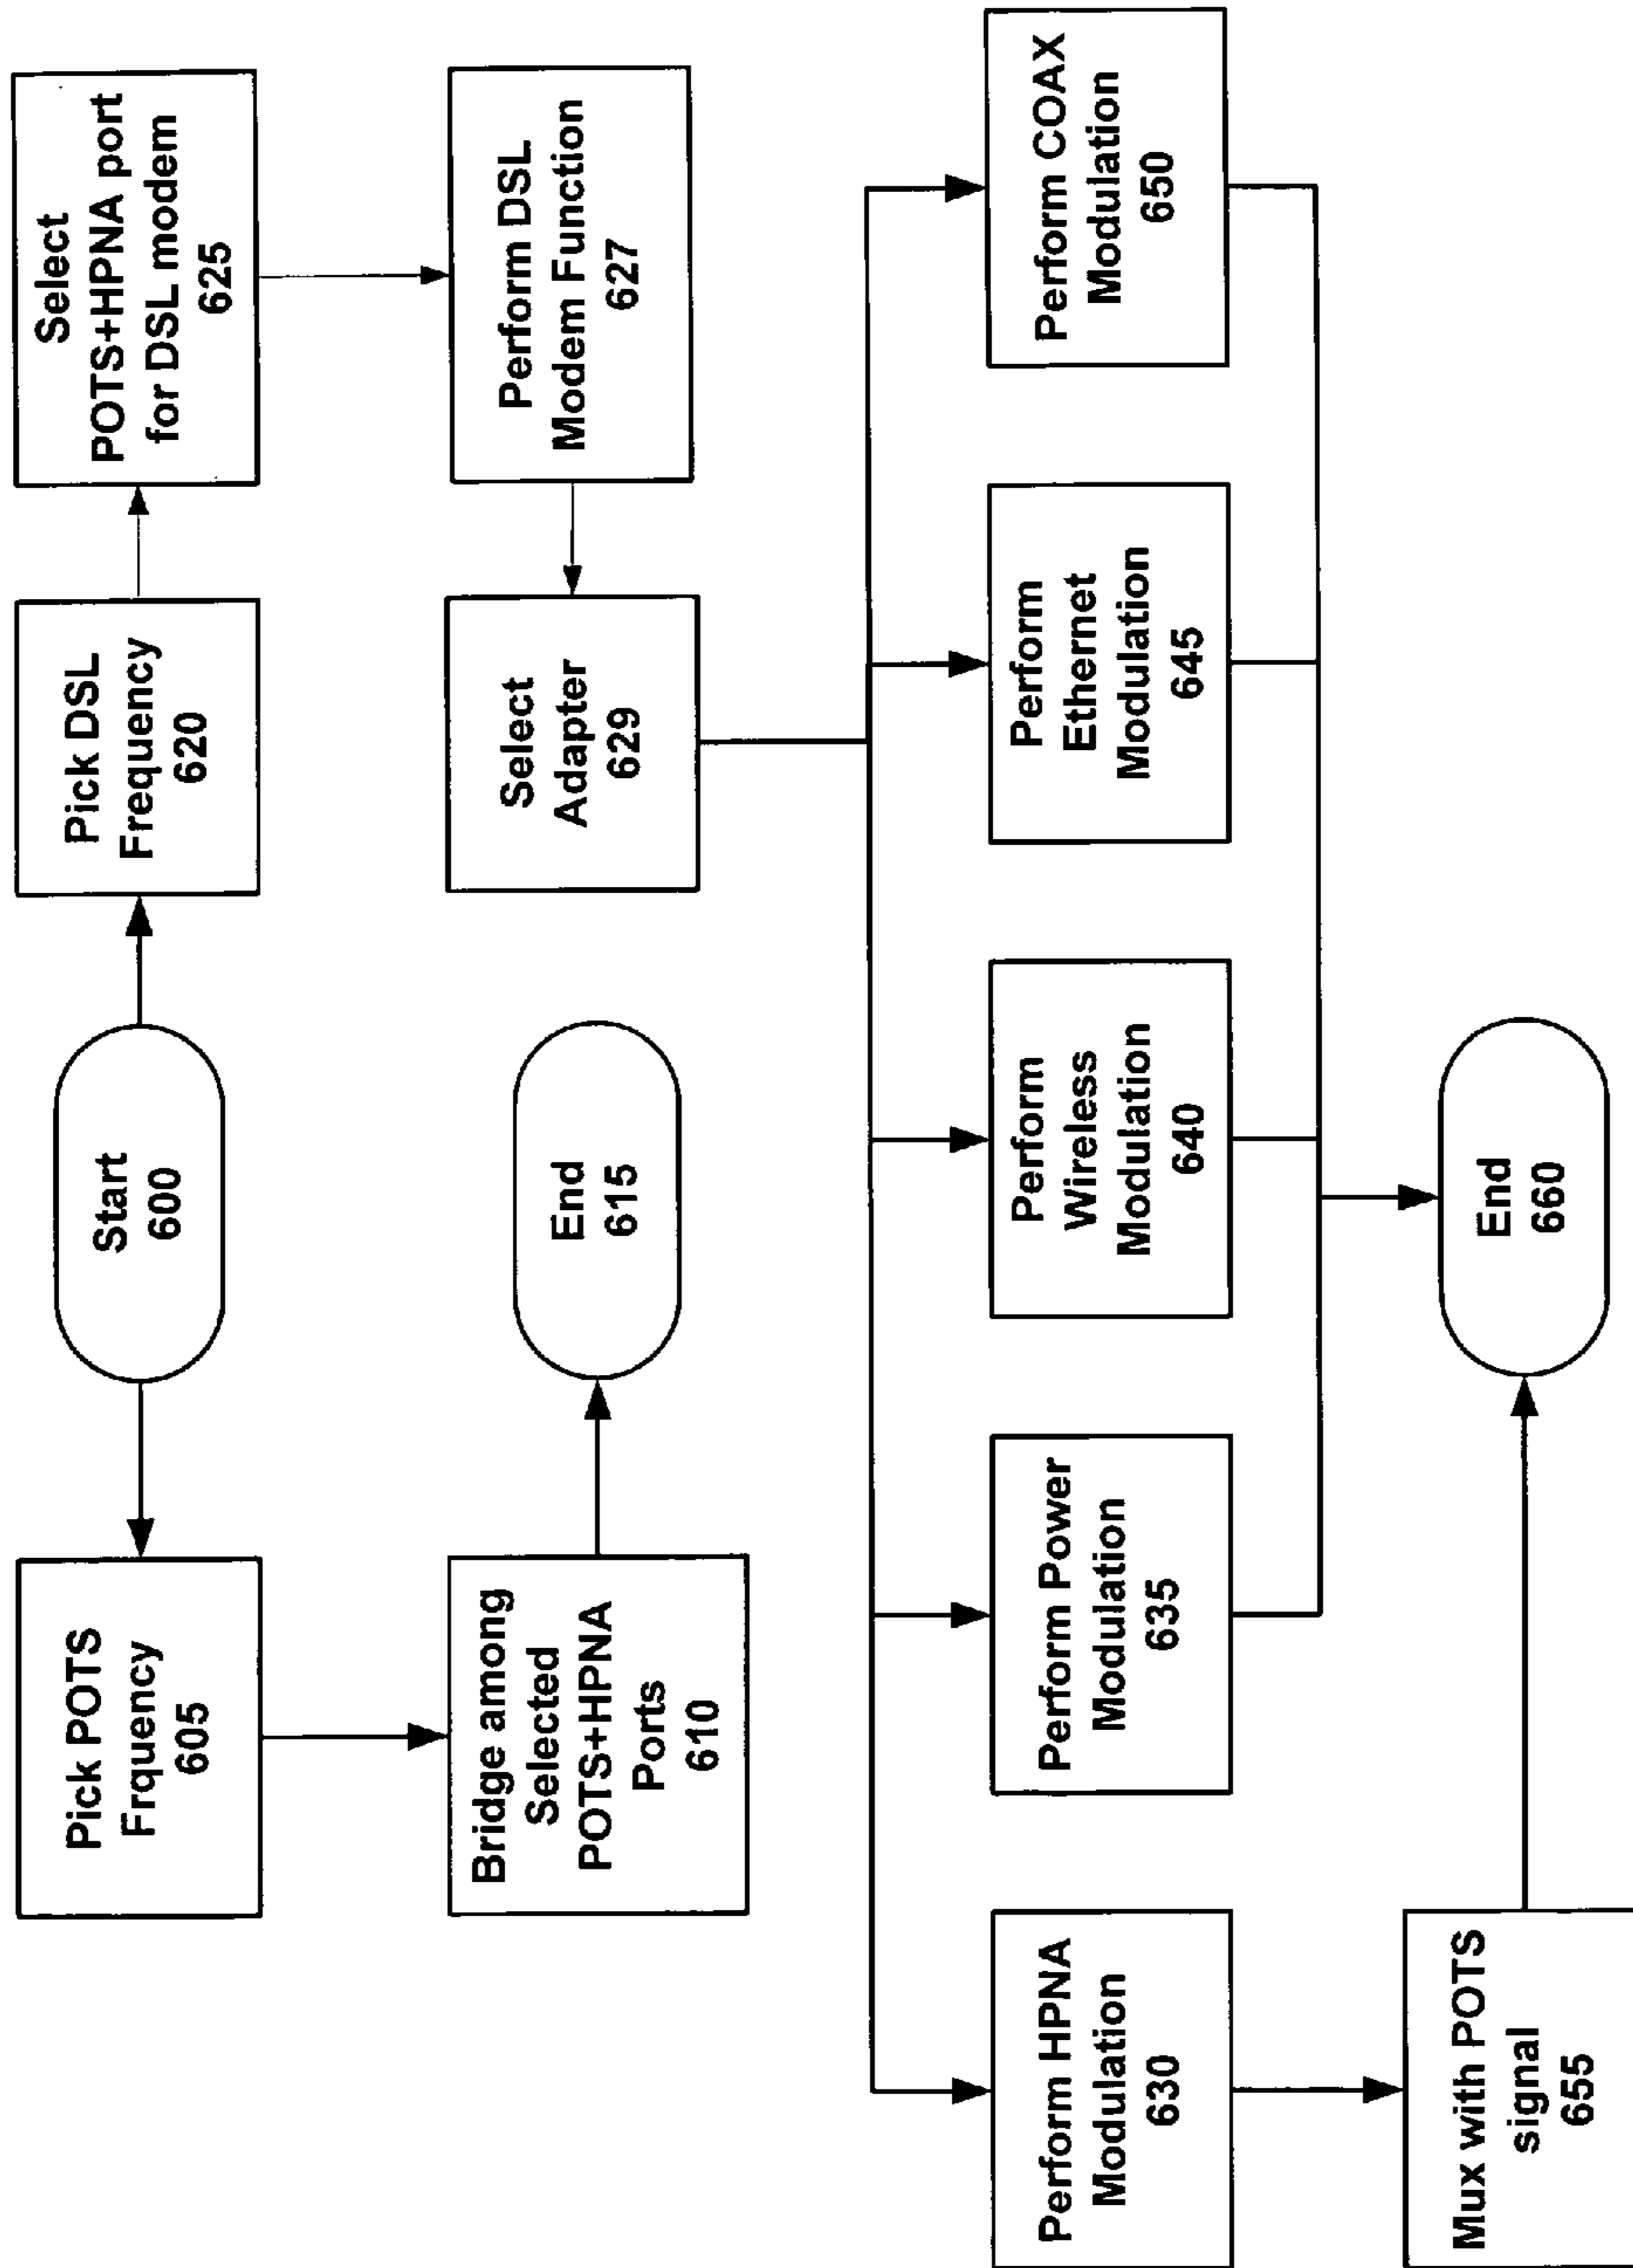 Pick POTS
Frquency
605
Start
600
Pick DSL
Frequency
620
Select
POTS+HPNA port
for DSL modem
625
Bridge among
Selected
POTS+HPNA
Ports
610
End
615
Select
Adapter
629
Perform DSL
Modem Function
627
Perform HPNA
Modulation
630
Perform Power
Modulation
635
Perform
Wireless
Modulation
640
Perform
Ethernet
Modulation
645
Perform COAX
Modulation
650
Mux with POTS
signal
655
End
660